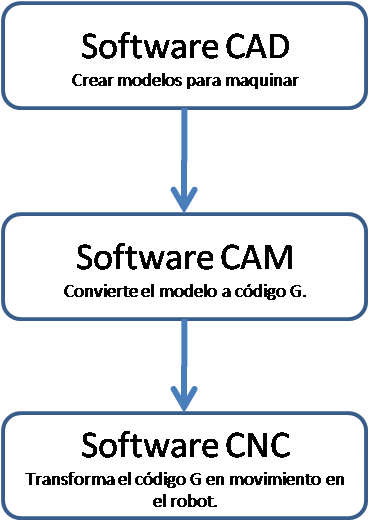 Software CAD
Crear modelos para maquinar
Software CAM
Convierte el modelo a código G.
Software CNC
Transforma el código G en movimiento en
el robot.